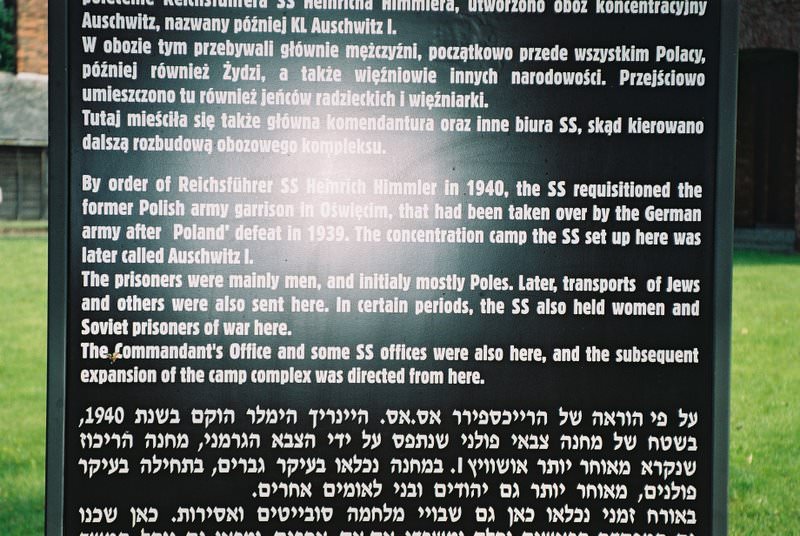 polecenie Reichsführera SS Heinricha Himmlera, utworzono obóz koncentracyjny
Auschwitz, nazwany później KL Auschwitz I.
W obozie tym przebywali głównie mężczyźni, początkowo przede wszystkim Polacy,
później również Żydzi, a także więźniowie innych narodowości. Przejściowo
umieszczono tu również jeńców radzieckich i więźniarki.
Tutaj mieściła się także główna komendantura oraz inne biura SS, skąd kierowano
dalszą rozbudową obozowego kompleksu.
By order of Reichsführer SS Heinrich Himmler in 1940, the SS requisitioned the
former Polish army garrison in Oświęcim, that had been taken over by the German
army after Poland' defeat in 1939. The concentration camp the SS set up here was
later called Auschwitz I.
The prisoners were mainly men, and initialy mostly Poles. Later, transports of Jews
and others were also sent here. In certain periods, the SS also held women and
Soviet prisoners of war here.
The Commandant's Office and some SS offices were also here, and the subsequent
expansion of the camp complex was directed from here.
על פי הוראה של הרייכספירר אס.אס. היינריך הימלר הוקם בשנת 1940,
בשטח של מחנה צבאי פולני שנתפס על ידי הצבא הגרמני, מחנה הריכוז
שנקרא מאוחר יותר אושוויץ I. במחנה נכלאו בעיקר גברים, בתחילה בעיקר
פולנים, מאוחר יותר גם יהודים ובני לאומים אחרים.
באורח זמני נכלאו כאן גם שבויי מלחמה סובייטים ואסירות. כאן שכנו